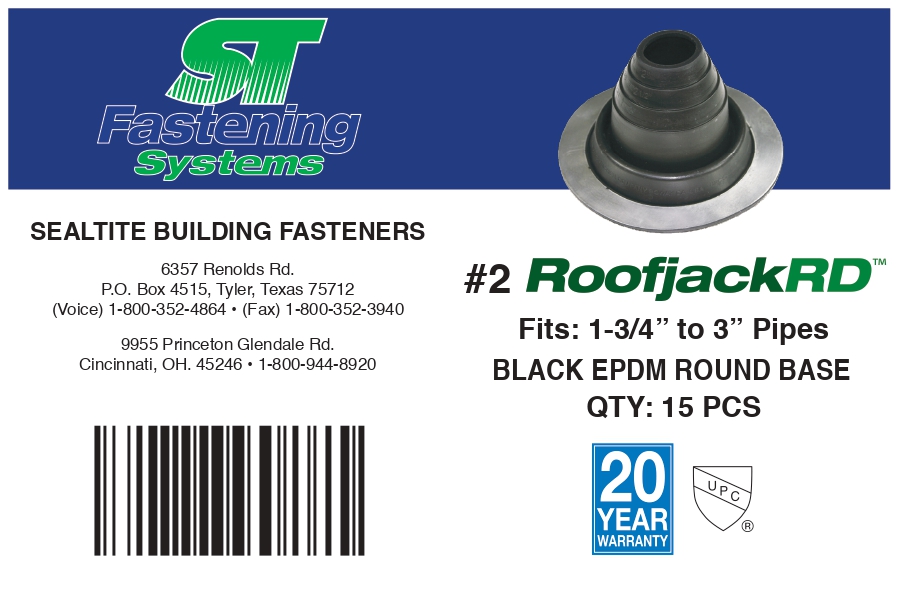 ST
Fastening
Systems
SEALTITE BUILDING FASTENERS
6357 Renolds Rd.
P.O. Box 4515, Tyler, Texas 75712
(Voice) 1-800-352-4864 • (Fax) 1-800-352-3940
9955 Princeton Glendale Rd.
Cincinnati, OH. 45246 • 1-800-944-8920
#2 RoofjackRD™
Fits: 1-3/4” to 3” Pipes
BLACK EPDM ROUND BASE
QTY: 15 PCS
20
YEAR
WARRANTY
UPC
®